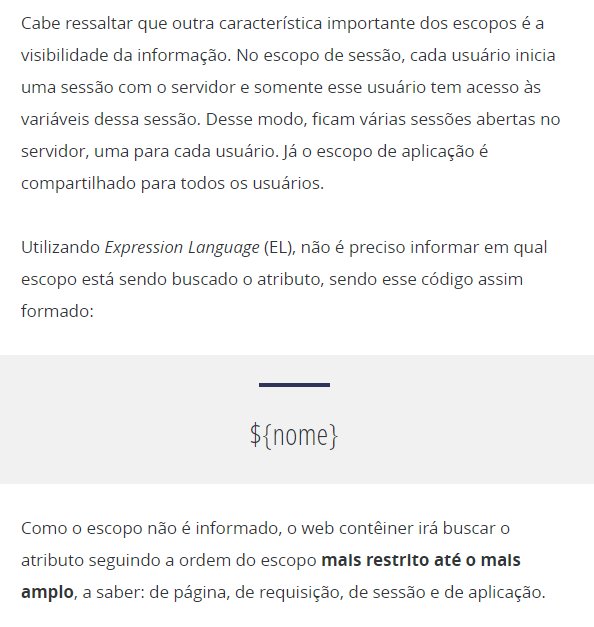 Cabe ressaltar que outra característica importante dos escopos é a
visibilidade da informação. No escopo de sessão, cada usuário inicia
uma sessão com o servidor e somente esse usuário tem acesso às
variáveis dessa sessão. Desse modo, ficam várias sessões abertas no
servidor, uma para cada usuário. Já o escopo de aplicação é
compartilhado para todos os usuários.
Utilizando Expression Language (EL), não é preciso informar em qual
escopo está sendo buscado o atributo, sendo esse código assim
formado:
${nome}
Como o escopo não é informado, o web contêiner irá buscar o
atributo seguindo a ordem do escopo mais restrito até o mais
amplo, a saber: de página, de requisição, de sessão e de aplicação.